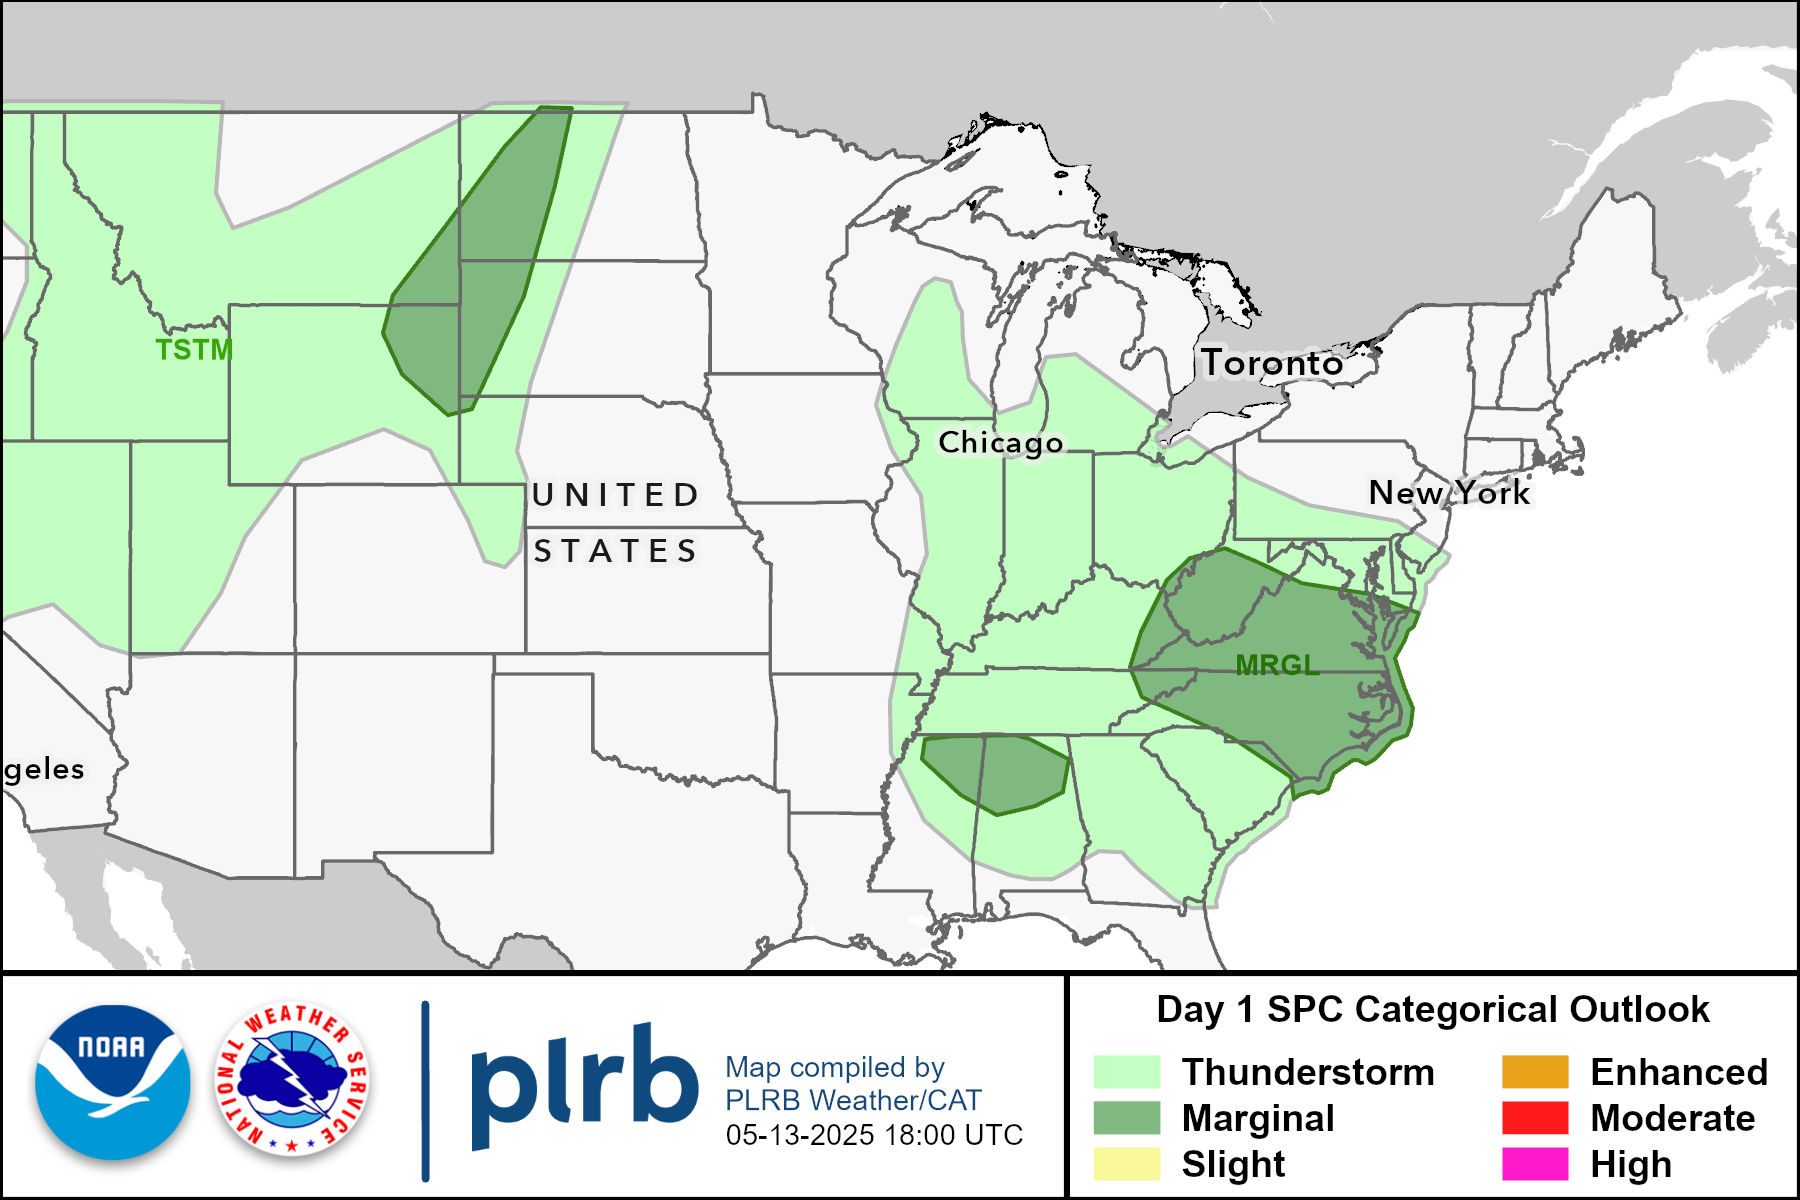 TSTM
Toronto
Chicago
UNITED
STATES
New York
MRGL
geles
NOAA
NATIONAL WEATHER SERVICE
plrb
Map compiled by
PLRB Weather/CAT
05-13-2025 18:00 UTC
Day 1 SPC Categorical Outlook
Thunderstorm
Enhanced
Marginal
Moderate
Slight
High